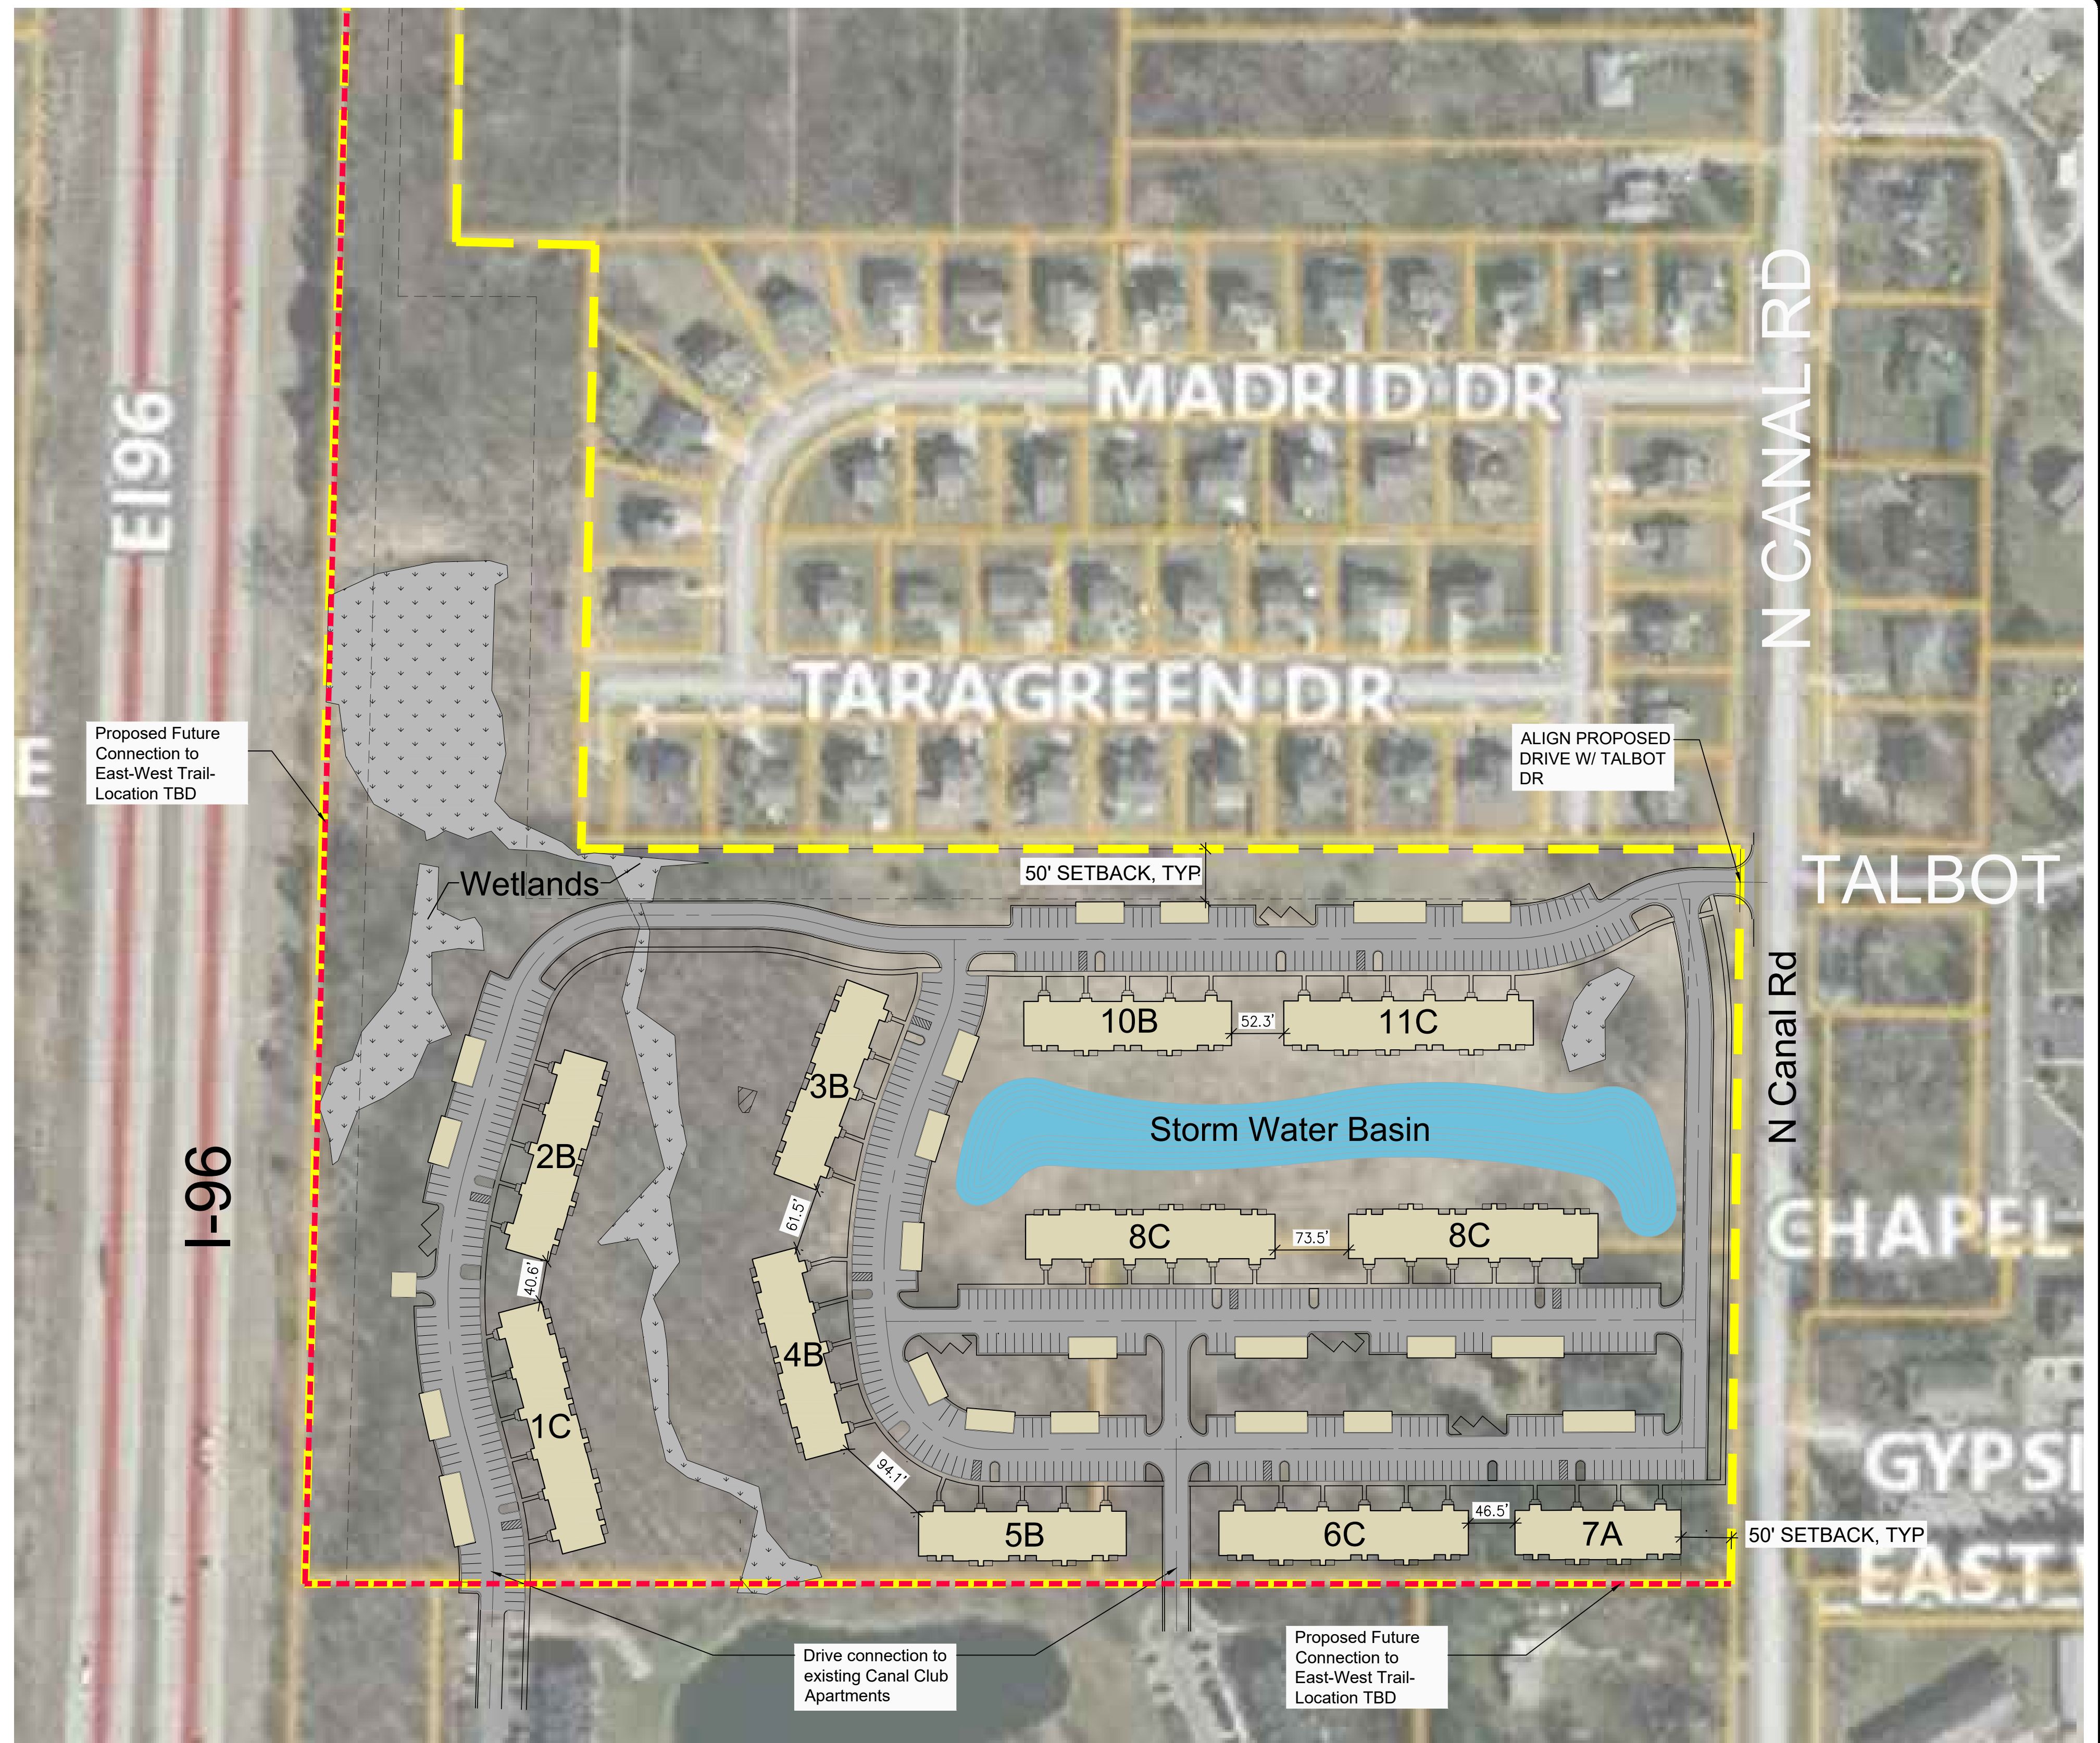 EI96
MADRID DR
N CANAL RD
TARAGREEN DR
E
Proposed Future
Connection to
East-West Trail-
Location TBD
ALIGN PROPOSED
DRIVE W/ TALBOT
DR
Wetlands
50' SETBACK, TYP
TALBOT
10B
52.3'
11C
N Canal Rd
3B
2B
Storm Water Basin
I-96
61.5'
8C
73.5'
8C
CHAPEL
40.6'
4B
1C
94.1'
GYPS
5B
6C
46.5'
7A
50' SETBACK, TYP
EAST
Drive connection to
existing Canal Club
Apartments
Proposed Future
Connection to
East-West Trail-
Location TBD